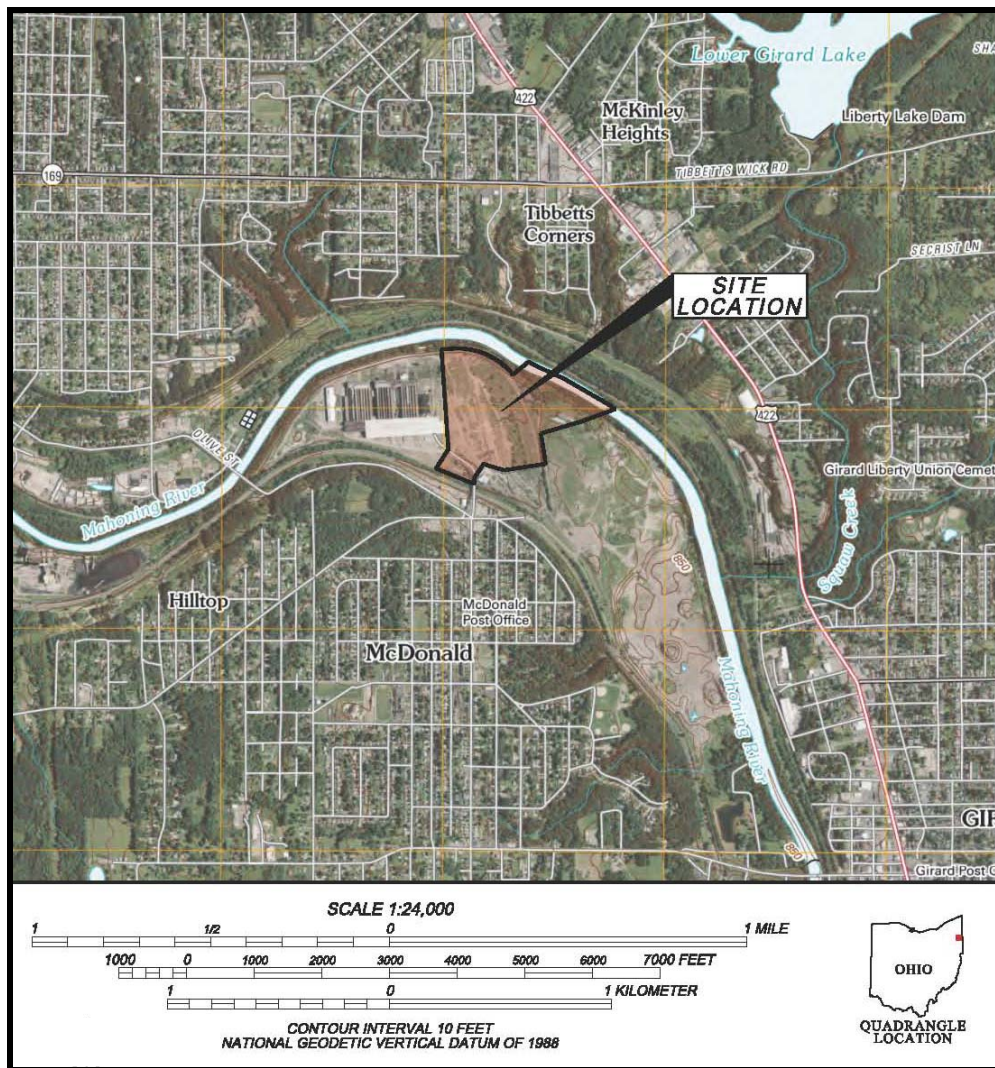 Lower Girard Lake
SHA
422
McKinley
Heights
Liberty Lake Dam
169
TIBBETTS WICK RD
Tibbetts
Corners
SECRIST LN
SITE
LOCATION
422
OLIVE ST
Girard Liberty Union Cemet
Mahoning River
850
Squaw Creek
Hilltop
McDonald
Post Office
McDonald
Mahoning River
GIR
850
Girard Post O
SCALE 1:24,000
1 1/2 0 1 MILE
1000 0 1000 2000 3000 4000 5000 6000 7000 FEET
1 0 1 KILOMETER
CONTOUR INTERVAL 10 FEET
NATIONAL GEODETIC VERTICAL DATUM OF 1988
OHIO
QUADRANGLE
LOCATION